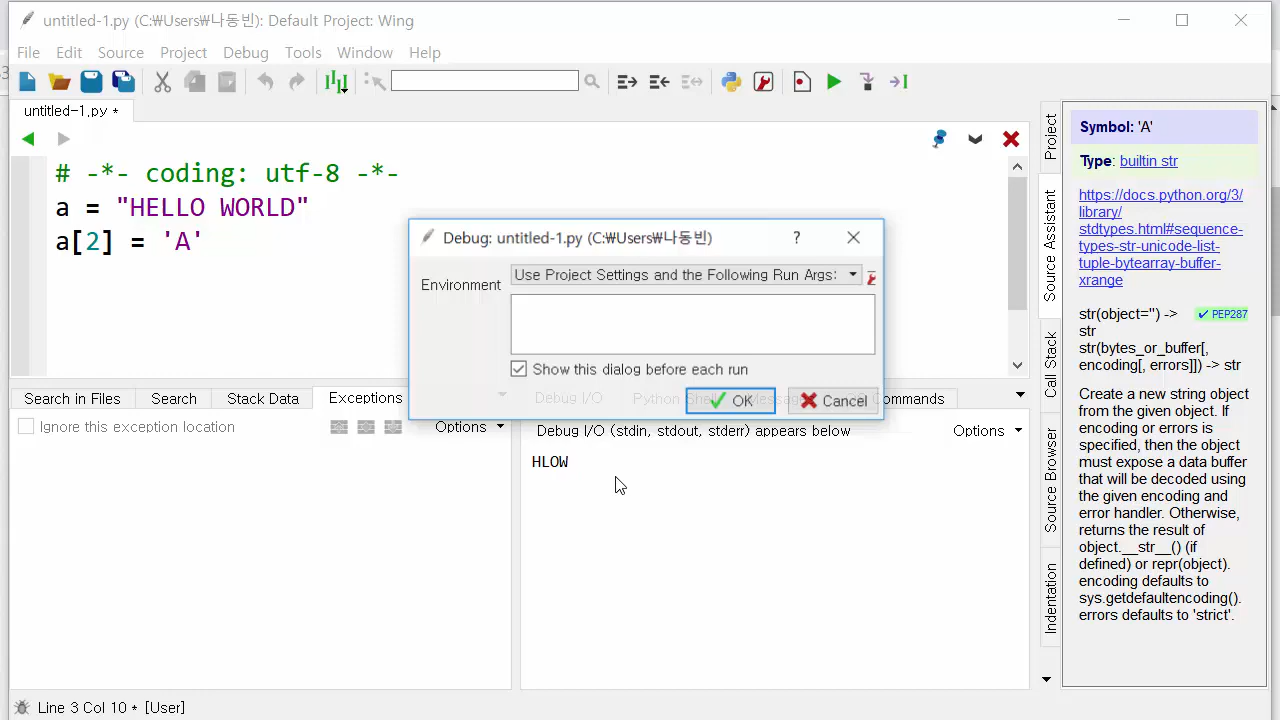 untitled-1.py (C:₩Users₩나동빈): Default Project: Wing
File Edit Source Project Debug Tools Window Help
untitled-1.py *
# -*- coding: utf-8 -*-
a = "HELLO WORLD"
a[2] = 'A'
Debug: untitled-1.py (C:₩Users₩나동빈)
?
Environment
Use Project Settings and the Following Run Args:
Show this dialog before each run
OK
Cancel
Search in Files Search Stack Data Exceptions
Debug I/O Python Shell Messages Commands
Ignore this exception location
Options
Debug I/O (stdin, stdout, stderr) appears below
Options
HLOW
Project
Source Assistant
Call Stack
Source Browser
Indentation
Symbol: 'A'
Type: builtin str
https://docs.python.org/3/
library/
stdtypes.html#sequence-
types-str-unicode-list-
tuple-bytearray-buffer-
xrange
str(object='') ->
✓ PEP287
str
str(bytes_or_buffer[,
encoding[, errors]]) -> str
Create a new string object
from the given object. If
encoding or errors is
specified, then the object
must expose a data buffer
that will be decoded using
the given encoding and
error handler. Otherwise,
returns the result of
object.__str__() (if
defined) or repr(object).
encoding defaults to
sys.getdefaultencoding().
errors defaults to 'strict'.
Line 3 Col 10 * [User]